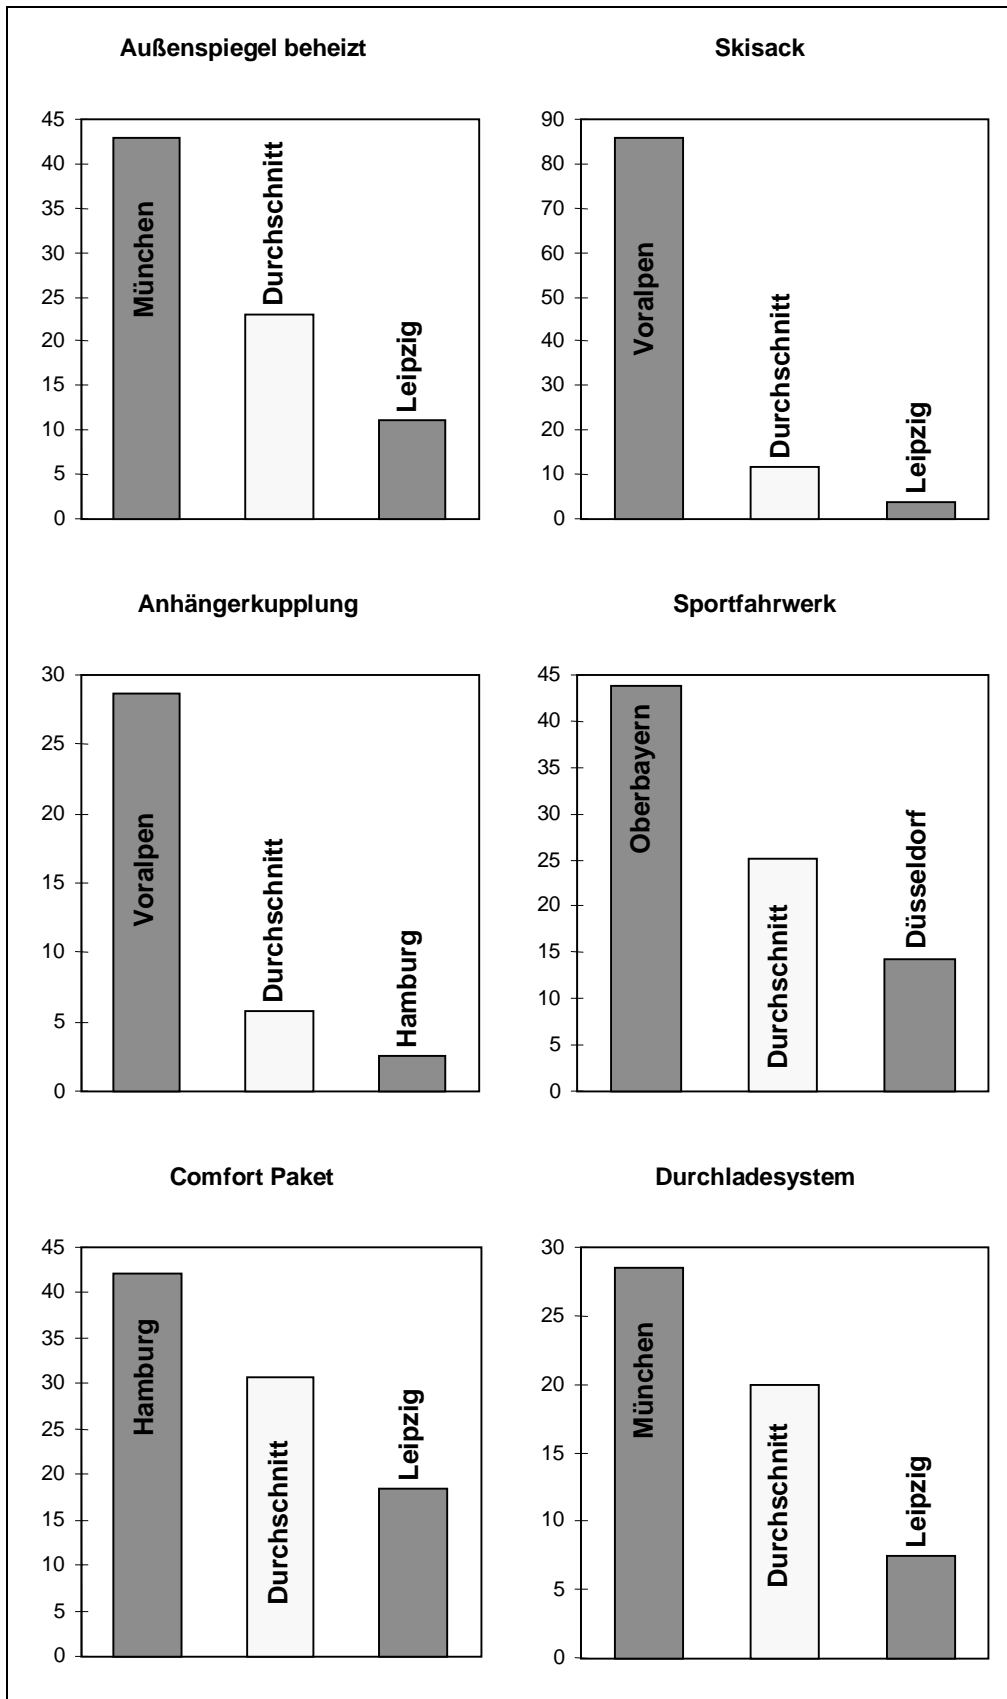 Außenspiegel beheizt
45
40
35
30
25
20
15
10
5
0
München
Durchschnitt
Leipzig
Skisack
90
80
70
60
50
40
30
20
10
0
Voralpen
Durchschnitt
Leipzig
Anhängerkupplung
30
25
20
15
10
5
0
Voralpen
Durchschnitt
Hamburg
Sportfahrwerk
45
40
35
30
25
20
15
10
5
0
Oberbayern
Durchschnitt
Düsseldorf
Comfort Paket
45
40
35
30
25
20
15
10
5
0
Hamburg
Durchschnitt
Leipzig
Durchladesystem
30
25
20
15
10
5
0
München
Durchschnitt
Leipzig